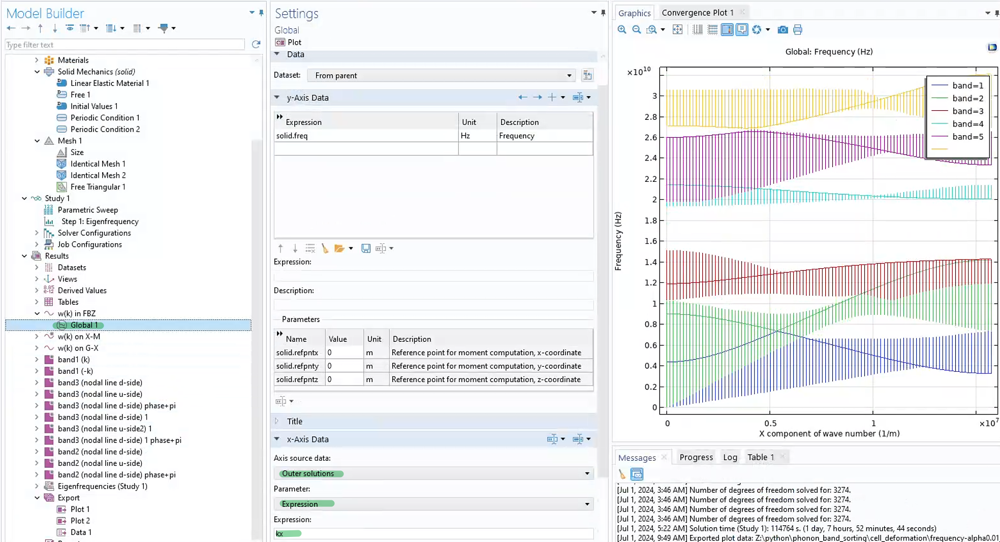 Model Builder
Type filter text
Materials
Solid Mechanics (solid)
Linear Elastic Material 1
Free 1
Initial Values 1
Periodic Condition 1
Periodic Condition 2
Mesh 1
Size
Identical Mesh 1
Identical Mesh 2
Free Triangular 1
Study 1
Parametric Sweep
Step 1: Eigenfrequency
Solver Configurations
Job Configurations
Results
Datasets
Views
8.85
e-12
Derived Values
Tables
w(k) in FBZ
Global 1
w(k) on X-M
w(k) on G-X
band1 (k)
band1 (-k)
band3 (nodal line d-side)
band3 (nodal line u-side)
band3 (nodal line d-side) phase+pi
band3 (nodal line d-side) 1
band3 (nodal line u-side2) 1
band3 (nodal line d-side) 1 phase+pi
band2 (nodal line d-side)
band2 (nodal line u-side)
band2 (nodal line d-side) phase+pi
Eigenfrequencies (Study 1)
Export
Plot 1
Plot 2
Data 1
Settings
Global
Plot
Data
Dataset: From parent
y-Axis Data
Expression Unit Description
solid.freq Hz Frequency
Expression:
Description:
Parameters
Name Value Unit Description
solid.refpntx 0 m Reference point for moment computation, x-coordinate
solid.refpnty 0 m Reference point for moment computation, y-coordinate
solid.refpntz 0 m Reference point for moment computation, z-coordinate
Title
x-Axis Data
Axis source data:
Outer solutions
Parameter:
Expression
Expression:
kx
Graphics Convergence Plot 1
Global: Frequency (Hz)
×10¹⁰
3
2.8
2.6
2.4
2.2
2
1.8
1.6
1.4
1.2
1
0.8
0.6
0.4
0.2
0
Frequency (Hz)
band=1
band=2
band=3
band=4
band=5
0 0.5 1 ×10⁷
X component of wave number (1/m)
Messages Progress Log Table 1
[Jul 1, 2024, 3:46 AM] Number of degrees of freedom solved for: 3274.
[Jul 1, 2024, 3:46 AM] Number of degrees of freedom solved for: 3274.
[Jul 1, 2024, 3:46 AM] Number of degrees of freedom solved for: 3274.
[Jul 1, 2024, 3:46 AM] Number of degrees of freedom solved for: 3274.
[Jul 1, 2024, 5:22 AM] Solution time (Study 1): 114764 s. (1 day, 7 hours, 52 minutes, 44 seconds)
[Jul 1, 2024, 9:49 AM] Exported plot data: Z:\python\phonon_band_sorting\cell_deformation\frequency-alpha0.01